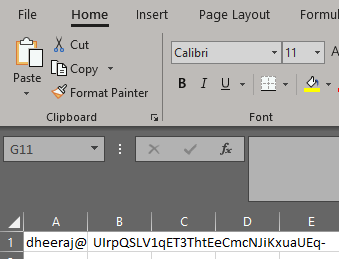 File Home Insert Page Layout Formu
Cut
Copy
Format Painter
Paste
Clipboard
Calibri 11 A
B I U A
Font
G11 fx
A B C D E
1 dheeraj@ UIrpQSLV1qET3ThtEeCmcNJiKxuaUEq-